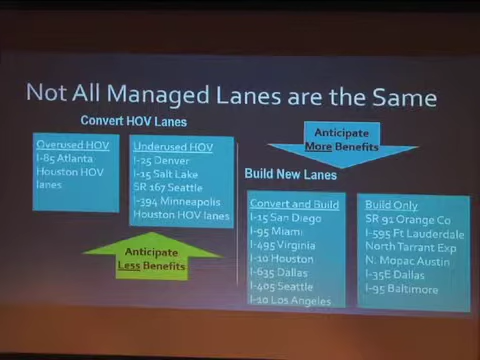 Not All Managed Lanes are the Same
Convert HOV Lanes
Overused HOV
I-85 Atlanta
Houston HOV
lanes
Underused HOV
I-25 Denver
I-15 Salt Lake
SR 167 Seattle
I-394 Minneapolis
Houston HOV lanes
Anticipate
Less Benefits
Anticipate
More Benefits
Build New Lanes
Convert and Build
I-15 San Diego
I-95 Miami
I-495 Virginia
I-10 Houston
I-635 Dallas
I-405 Seattle
I-10 Los Angeles
Build Only
SR 91 Orange Co
I-595 Ft Lauderdale
North Tarrant Exp
N. Mopac Austin
I-35E Dallas
I-95 Baltimore